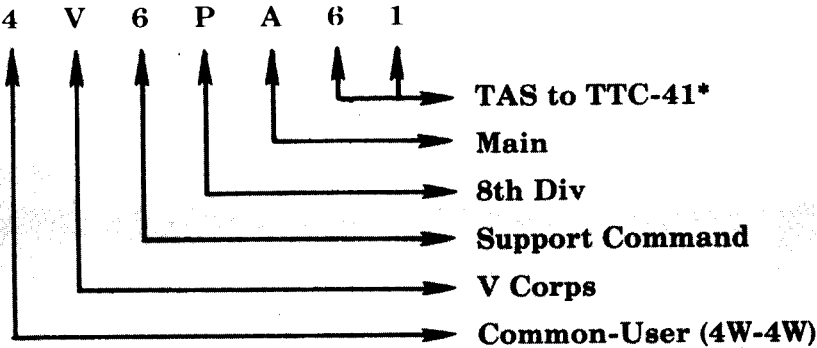 4 V 6 P A 6 1
TAS to TTC-41*
Main
8th Div
Support Command
V Corps
Common-User (4W-4W)